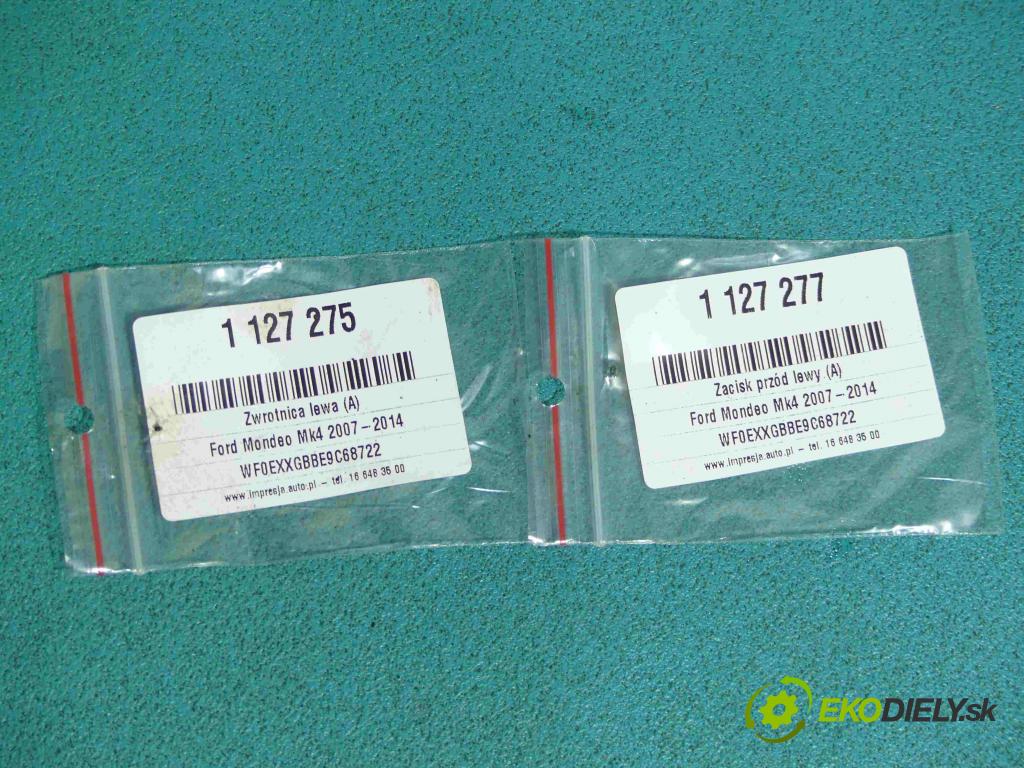 1 127 275
Zwrotnica lewa (A)
Ford Mondeo Mk4 2007 – 2014
WF0EXXGBBE9C68722
www.impresja.auto.pl – tel. 16 648 35 00
1 127 277
Zacisk przód lewy (A)
Ford Mondeo Mk4 2007 – 2014
WF0EXXGBBE9C68722
www.impresja.auto.pl – tel. 16 648 35 00
EKODIELY.sk